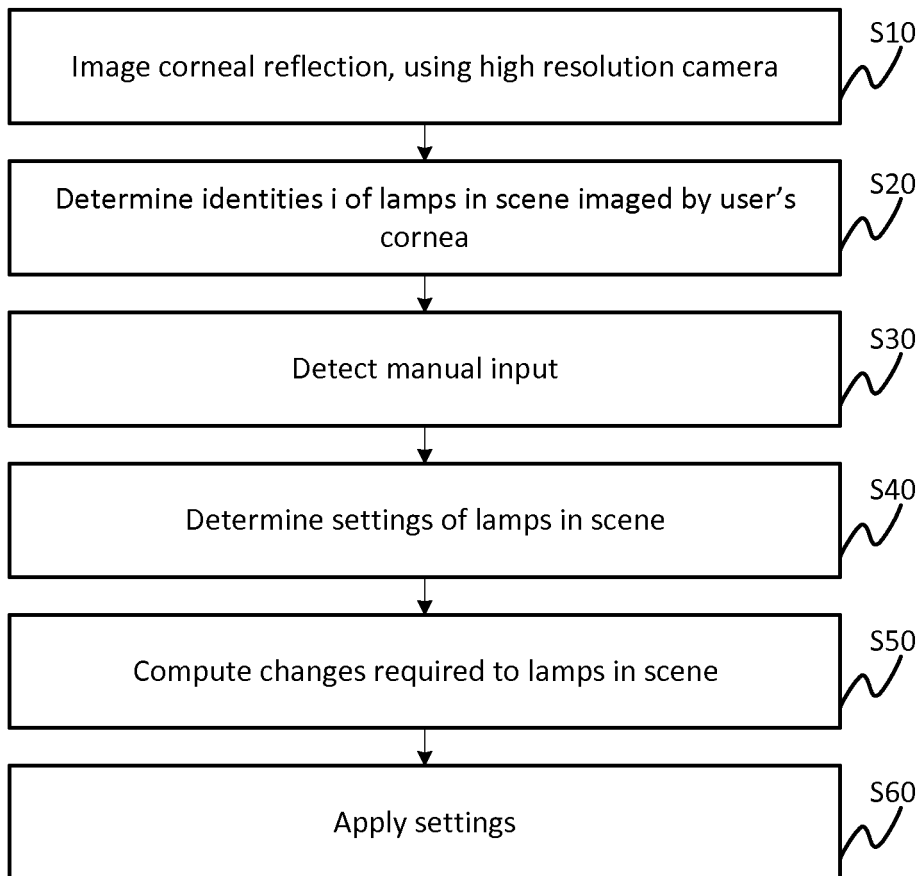 S10
Image corneal reflection, using high resolution camera
S20
Determine identities i of lamps in scene imaged by user's
cornea
S30
Detect manual input
S40
Determine settings of lamps in scene
S50
Compute changes required to lamps in scene
S60
Apply settings